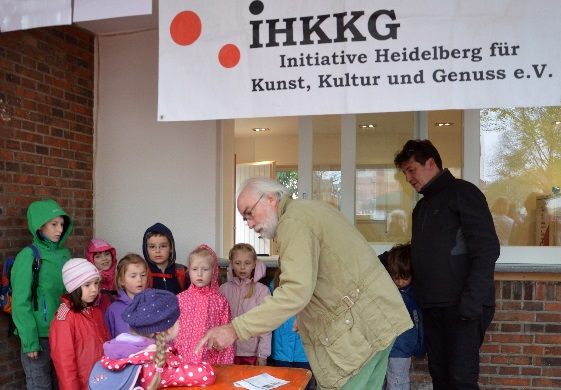 iHKKG
Initiative Heidelberg für
Kunst, Kultur und Genuss e.V.